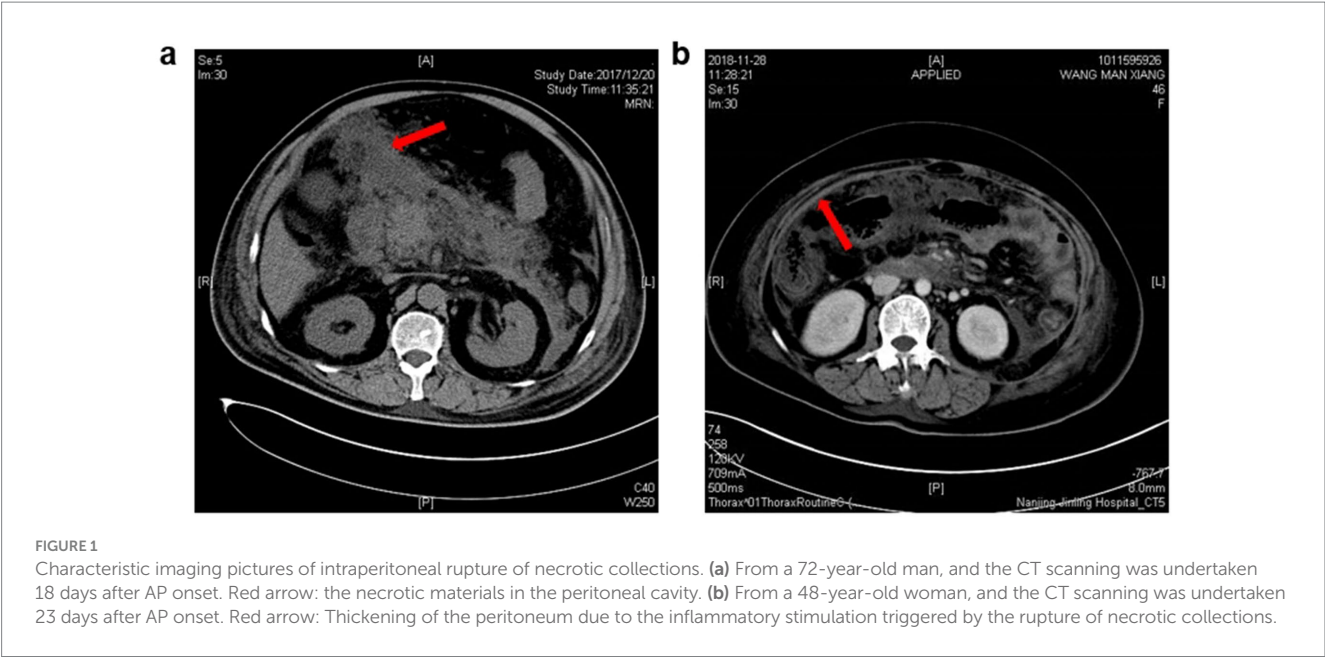 a
Se:5
Im:30
[A]
.
Study Date:2017/12/20
Study Time:11:35:21
MRN:
[R]
[L]
[P]
C40
W250
b
2018-11-28
11:28:21
Se:15
Im:30
[A]
APPLIED
1011595926
WANG MAN XIANG
46
F
[R]
[L]
74
258
120KV
709mA
500ms
Thorax^01ThoraxRoutineC (...
[P]
-767.7
8.0mm
Nanjing Jinling Hospital_CT5
FIGURE 1
Characteristic imaging pictures of intraperitoneal rupture of necrotic collections. (a) From a 72-year-old man, and the CT scanning was undertaken
18 days after AP onset. Red arrow: the necrotic materials in the peritoneal cavity. (b) From a 48-year-old woman, and the CT scanning was undertaken
23 days after AP onset. Red arrow: Thickening of the peritoneum due to the inflammatory stimulation triggered by the rupture of necrotic collections.